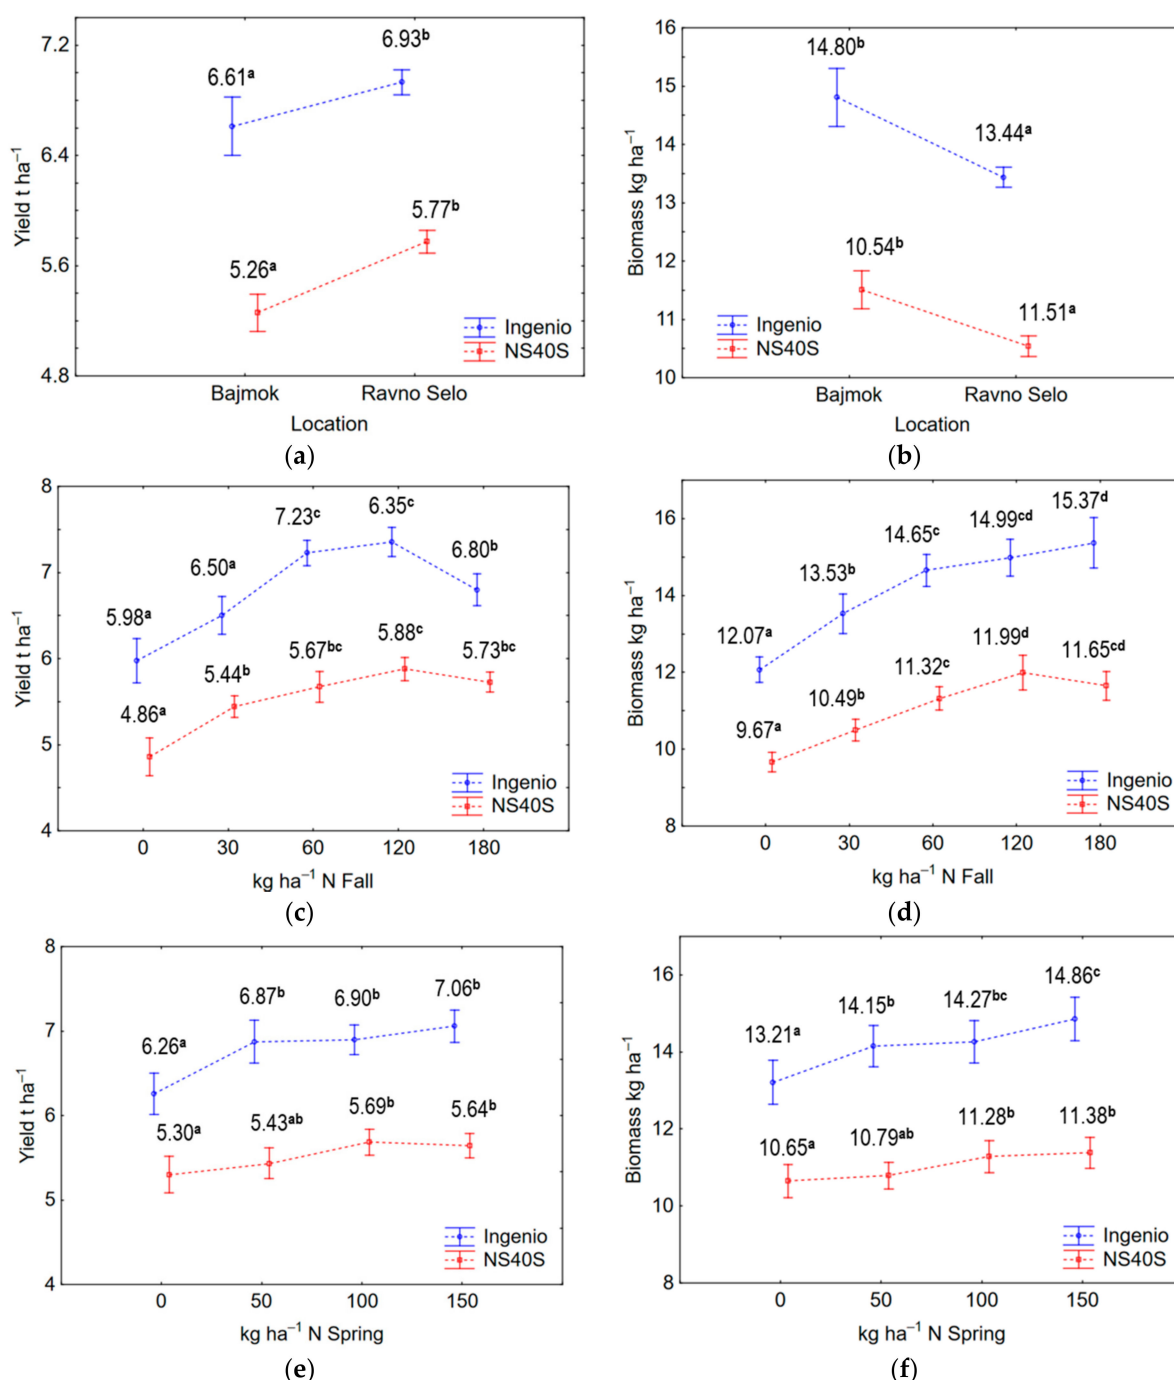 7.2
6.4
5.6
4.8
Yield t ha⁻¹
6.61ᵃ
6.93ᵇ
5.26ᵃ
5.77ᵇ
Ingenio
NS40S
Bajmok
Ravno Selo
Location
(a)
16
15
14
13
12
11
10
Biomass kg ha⁻¹
14.80ᵇ
13.44ᵃ
10.54ᵇ
11.51ᵃ
Ingenio
NS40S
Bajmok
Ravno Selo
Location
(b)
8
7
6
5
4
Yield t ha⁻¹
5.98ᵃ
6.50ᵃ
7.23ᶜ
6.35ᶜ
6.80ᵇ
4.86ᵃ
5.44ᵇ
5.67ᵇᶜ
5.88ᶜ
5.73ᵇᶜ
Ingenio
NS40S
0 30 60 120 180
kg ha⁻¹ N Fall
(c)
16
14
12
10
8
Biomass kg ha⁻¹
12.07ᵃ
13.53ᵇ
14.65ᶜ
14.99ᶜᵈ
15.37ᵈ
9.67ᵃ
10.49ᵇ
11.32ᶜ
11.99ᵈ
11.65ᶜᵈ
Ingenio
NS40S
0 30 60 120 180
kg ha⁻¹ N Fall
(d)
8
7
6
5
4
Yield t ha⁻¹
6.26ᵃ
6.87ᵇ
6.90ᵇ
7.06ᵇ
5.30ᵃ
5.43ᵃᵇ
5.69ᵇ
5.64ᵇ
Ingenio
NS40S
0 50 100 150
kg ha⁻¹ N Spring
(e)
16
14
12
10
8
Biomass kg ha⁻¹
13.21ᵃ
14.15ᵇ
14.27ᵇᶜ
14.86ᶜ
10.65ᵃ
10.79ᵃᵇ
11.28ᵇ
11.38ᵇ
Ingenio
NS40S
0 50 100 150
kg ha⁻¹ N Spring
(f)